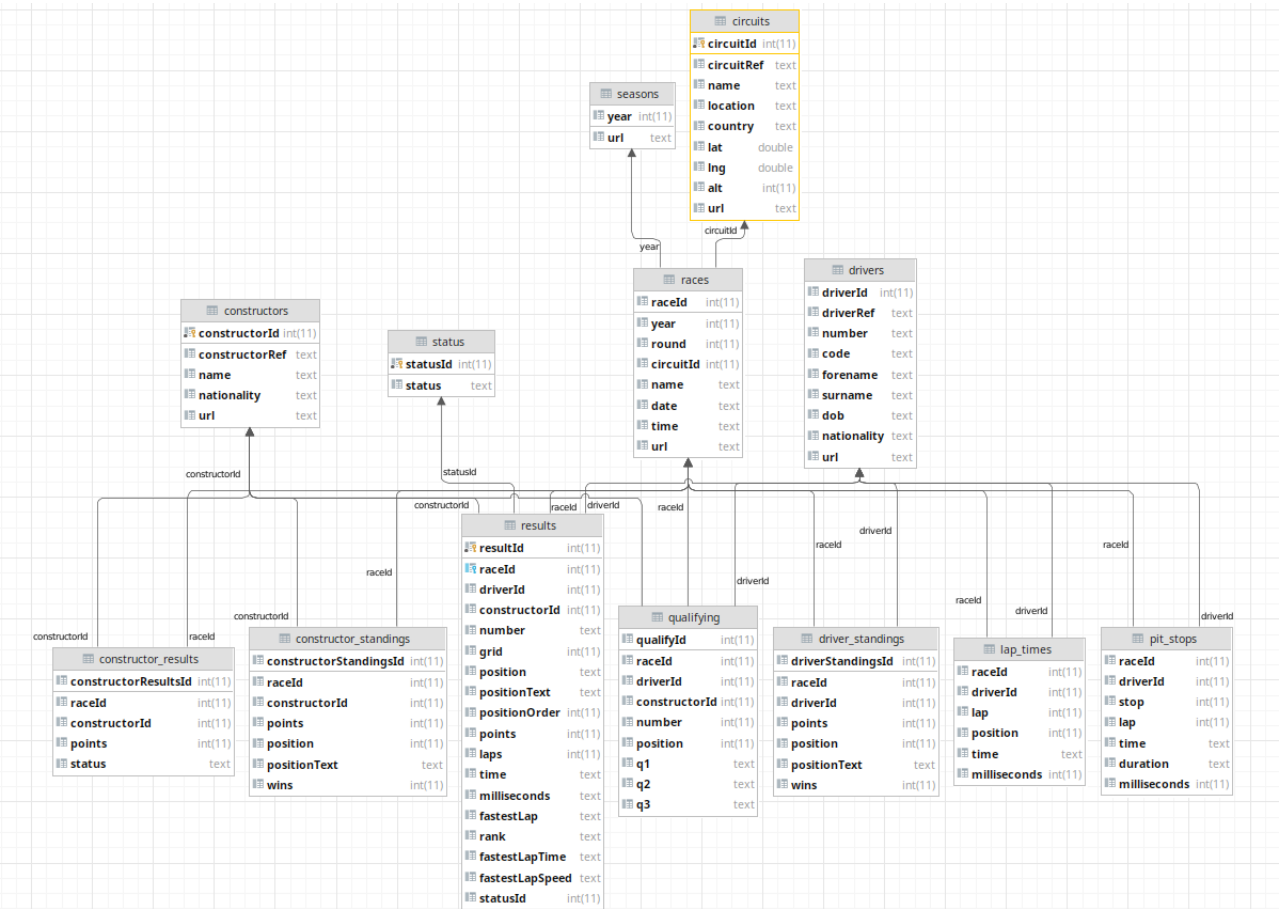 circuits
circuitId int(11)
circuitRef text
name text
location text
country text
lat double
lng double
alt int(11)
url text
seasons
year int(11)
url text
year
circuitId
races
raceId int(11)
year int(11)
round int(11)
circuitId int(11)
name text
date text
time text
url text
drivers
driverId int(11)
driverRef text
number text
code text
forename text
surname text
dob text
nationality text
url text
constructors
constructorId int(11)
constructorRef text
name text
nationality text
url text
status
statusId int(11)
status text
constructorId
statusId
constructorId
raceId
driverId
raceId
driverId
raceId
raceId
raceId
driverId
raceId
driverId
constructorId
driverId
constructorId
raceId
constructor_results
constructorResultsId int(11)
raceId int(11)
constructorId int(11)
points int(11)
status text
constructor_standings
constructorStandingsId int(11)
raceId int(11)
constructorId int(11)
points int(11)
position int(11)
positionText text
wins int(11)
results
resultId int(11)
raceId int(11)
driverId int(11)
constructorId int(11)
number text
grid int(11)
position text
positionText text
positionOrder int(11)
points int(11)
laps int(11)
time text
milliseconds text
fastestLap text
rank text
fastestLapTime text
fastestLapSpeed text
statusId int(11)
qualifying
qualifyId int(11)
raceId int(11)
driverId int(11)
constructorId int(11)
number int(11)
position int(11)
q1 text
q2 text
q3 text
driver_standings
driverStandingsId int(11)
raceId int(11)
driverId int(11)
points int(11)
position int(11)
positionText text
wins int(11)
lap_times
raceId int(11)
driverId int(11)
lap int(11)
position int(11)
time text
milliseconds int(11)
pit_stops
raceId int(11)
driverId int(11)
stop int(11)
lap int(11)
time text
duration text
milliseconds int(11)